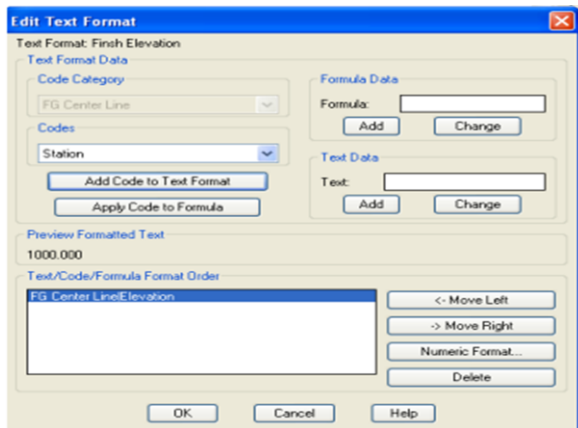 Edit Text Format
Text Format: Finsh Elevation
Text Format Data
Code Category
FG Center Line
Codes
Station
Add Code to Text Format
Apply Code to Formula
Formula Data
Formula:
Add Change
Text Data
Text:
Add Change
Preview Formatted Text
1000.000
Text/Code/Formula Format Order
FG Center Line|Elevation
<- Move Left
-> Move Right
Numeric Format...
Delete
OK Cancel Help